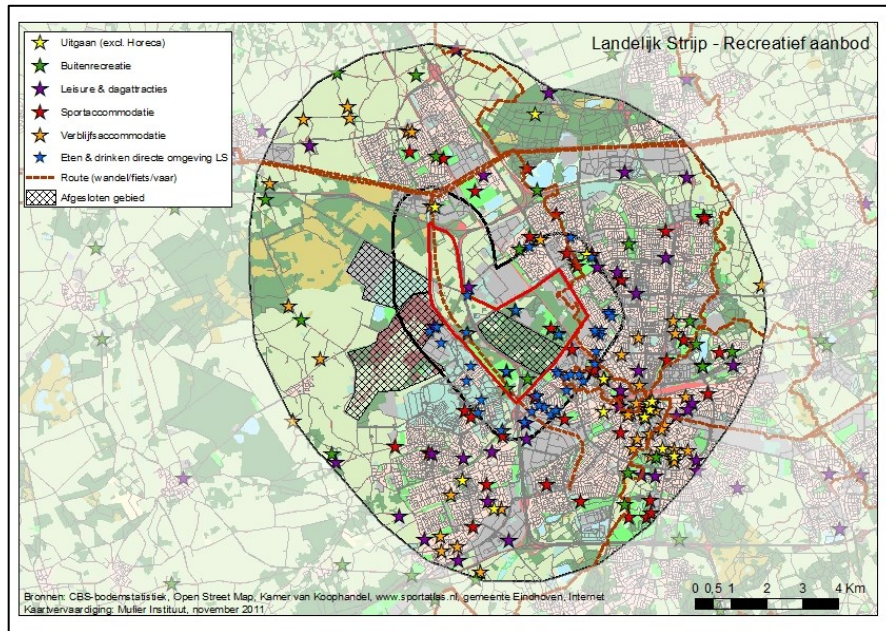 Landelijk Strijp - Recreatief aanbod
Uitgaan (excl. Horeca)
Buitenrecreatie
Leisure & dagattracties
Sportaccommodatie
Verblijfsaccommodatie
Eten & drinken directe omgeving LS
Route (wandel/fiets/vaar)
Afgesloten gebied
Bronnen: CBS-bodemstatistiek, Open Street Map, Kamer van Koophandel, www.sportatlas.nl, gemeente Eindhoven, Internet
Kaartvervaardiging: Mulier Instituut, november 2011
0 0,5 1 2 3 4 Km